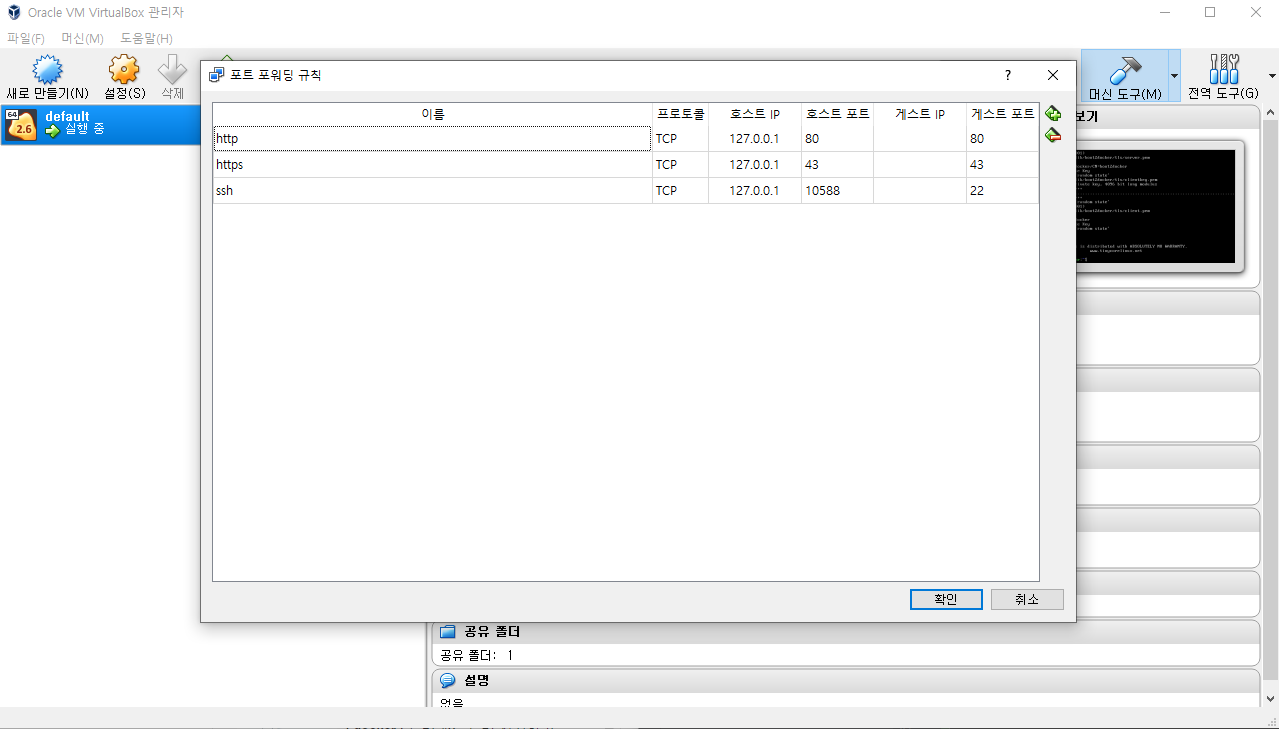 Oracle VM VirtualBox 관리자
파일(F) 머신(M) 도움말(H)
새로 만들기(N) 설정(S) 삭제
머신 도구(M) 전역 도구(G)
64
2.6
default
실행 중
보기
포트 포워딩 규칙
?
이름 프로토콜 호스트 IP 호스트 포트 게스트 IP 게스트 포트
http TCP 127.0.0.1 80 80
https TCP 127.0.0.1 43 43
ssh TCP 127.0.0.1 10588 22
확인 취소
공유 폴더
공유 폴더: 1
설명
없음